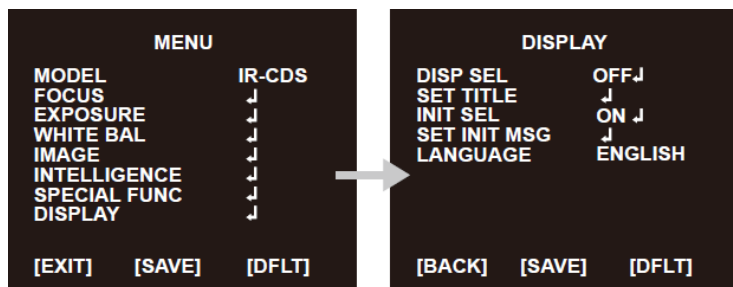 MENU
MODEL IR-CDS
FOCUS ↲
EXPOSURE ↲
WHITE BAL ↲
IMAGE ↲
INTELLIGENCE ↲
SPECIAL FUNC ↲
DISPLAY ↲
[EXIT] [SAVE] [DFLT]
DISPLAY
DISP SEL OFF↲
SET TITLE ↲
INIT SEL ON ↲
SET INIT MSG ↲
LANGUAGE ENGLISH
[BACK] [SAVE] [DFLT]